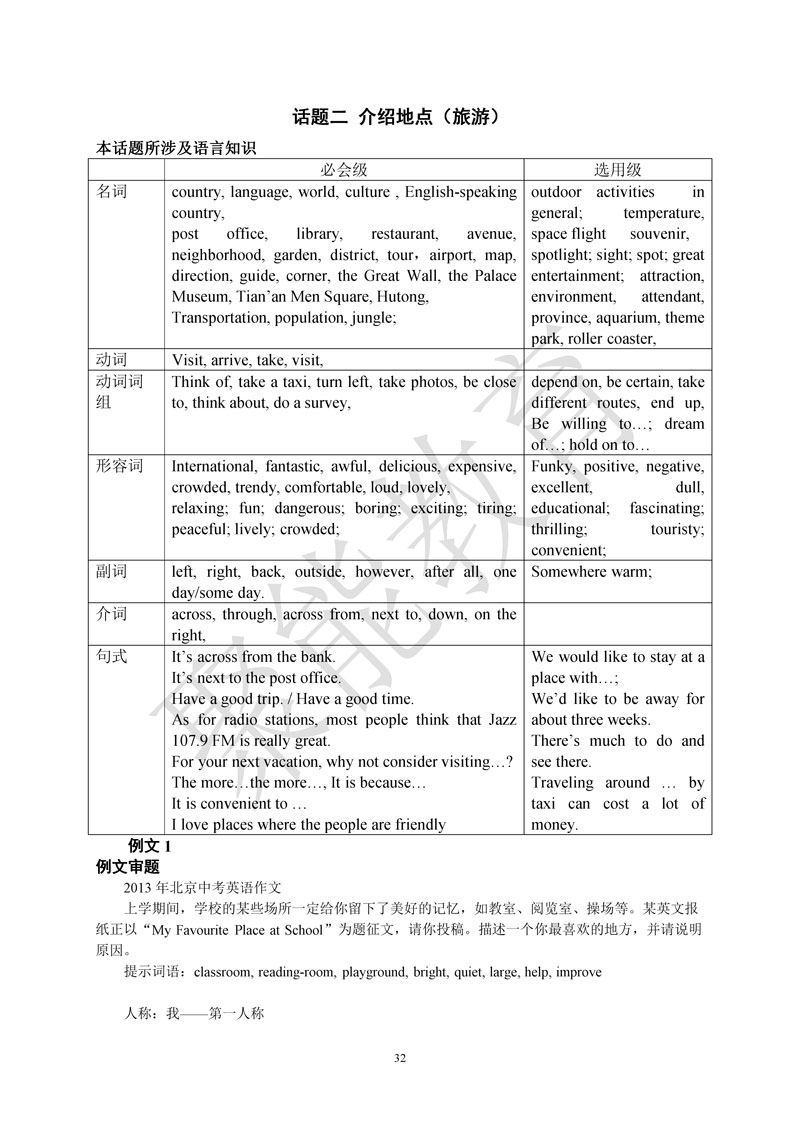 话题二 介绍地点（旅游）
本话题所涉及语言知识
必会级 选用级
名词
country, language, world, culture , English-speaking
country,
post office, library, restaurant, avenue,
neighborhood, garden, district, tour，airport, map,
direction, guide, corner, the Great Wall, the Palace
Museum, Tian’an Men Square, Hutong,
Transportation, population, jungle;
outdoor activities in
general; temperature,
space flight souvenir,
spotlight; sight; spot; great
entertainment; attraction,
environment, attendant,
province, aquarium, theme
park, roller coaster,
动词
Visit, arrive, take, visit,
动词词
组
Think of, take a taxi, turn left, take photos, be close
to, think about, do a survey,
depend on, be certain, take
different routes, end up,
Be willing to…; dream
of…; hold on to…
形容词
International, fantastic, awful, delicious, expensive,
crowded, trendy, comfortable, loud, lovely,
relaxing; fun; dangerous; boring; exciting; tiring;
peaceful; lively; crowded;
Funky, positive, negative,
excellent, dull,
educational; fascinating;
thrilling; touristy;
convenient;
副词
left, right, back, outside, however, after all, one
day/some day.
Somewhere warm;
介词
across, through, across from, next to, down, on the
right,
句式
It’s across from the bank.
It’s next to the post office.
Have a good trip. / Have a good time.
As for radio stations, most people think that Jazz
107.9 FM is really great.
For your next vacation, why not consider visiting…?
The more…the more…, It is because…
It is convenient to …
I love places where the people are friendly
We would like to stay at a
place with…;
We’d like to be away for
about three weeks.
There’s much to do and
see there.
Traveling around … by
taxi can cost a lot of
money.
例文 1
例文审题
2013 年北京中考英语作文
上学期间，学校的某些场所一定给你留下了美好的记忆，如教室、阅览室、操场等。某英文报
纸正以“My Favourite Place at School”为题征文，请你投稿。描述一个你最喜欢的地方，并请说明
原因。
提示词语：classroom, reading-room, playground, bright, quiet, large, help, improve
人称：我——第一人称
32
聚能教育